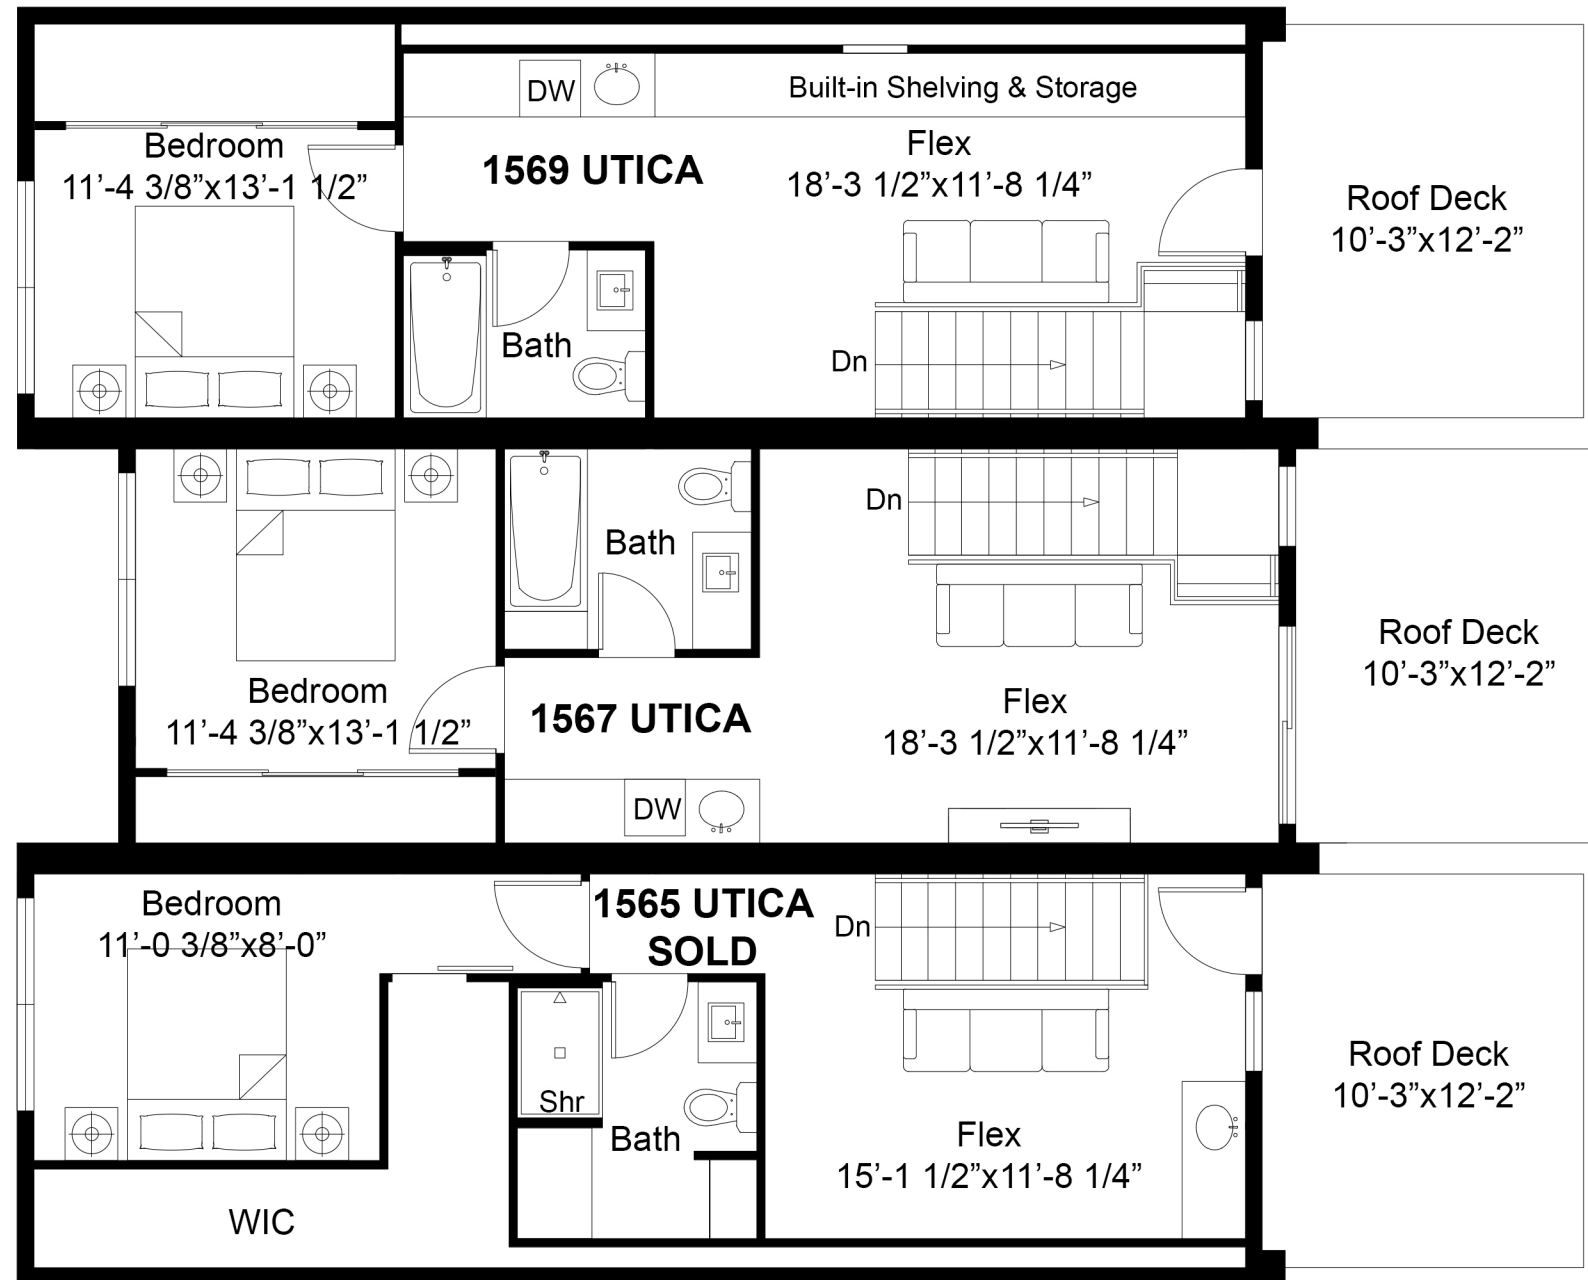 DW
Built-in Shelving & Storage
Bedroom
11’-4 3/8”x13’-1 1/2”
1569 UTICA
Flex
18’-3 1/2”x11’-8 1/4”
Roof Deck
10’-3”x12’-2”
Bath
Dn
Dn
Bath
Bedroom
11’-4 3/8”x13’-1 1/2”
1567 UTICA
Flex
18’-3 1/2”x11’-8 1/4”
Roof Deck
10’-3”x12’-2”
DW
Bedroom
11’-0 3/8”x8’-0”
1565 UTICA
SOLD
Dn
Roof Deck
10’-3”x12’-2”
Shr
Bath
Flex
15’-1 1/2”x11’-8 1/4”
WIC